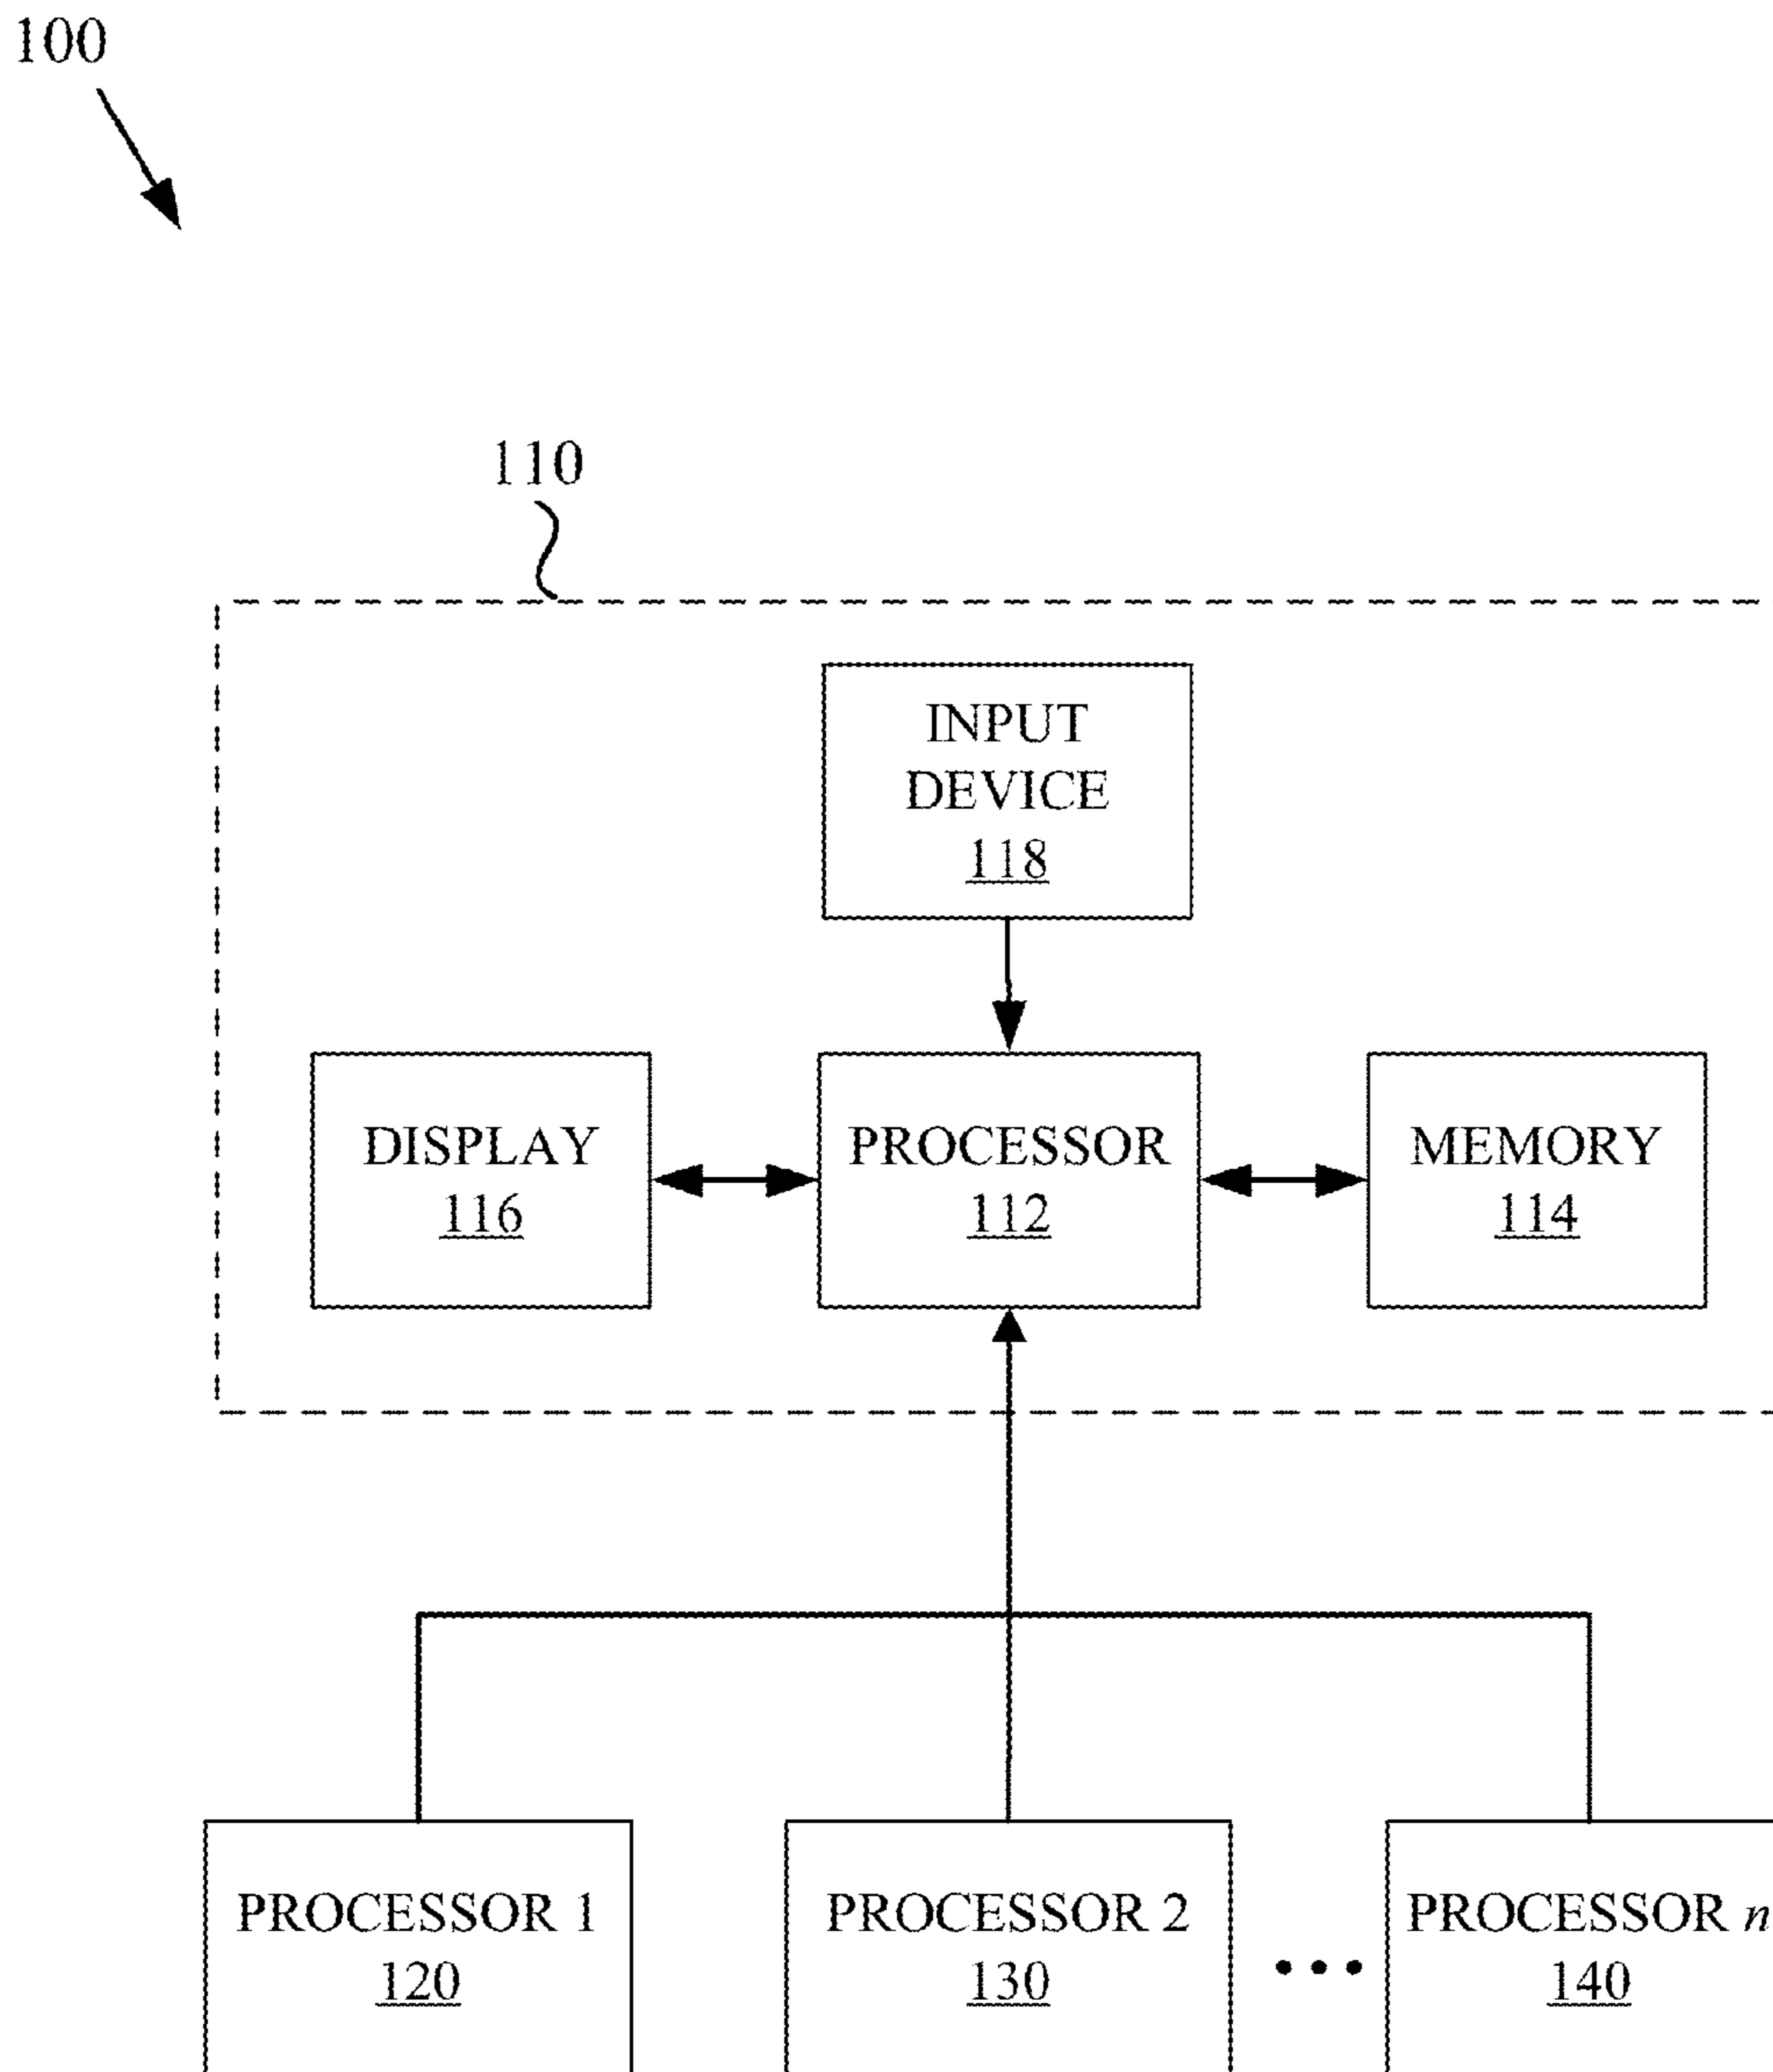 100
110
INPUT
DEVICE
118
DISPLAY
116
PROCESSOR
112
MEMORY
114
PROCESSOR 1
120
PROCESSOR 2
130
PROCESSOR n
140